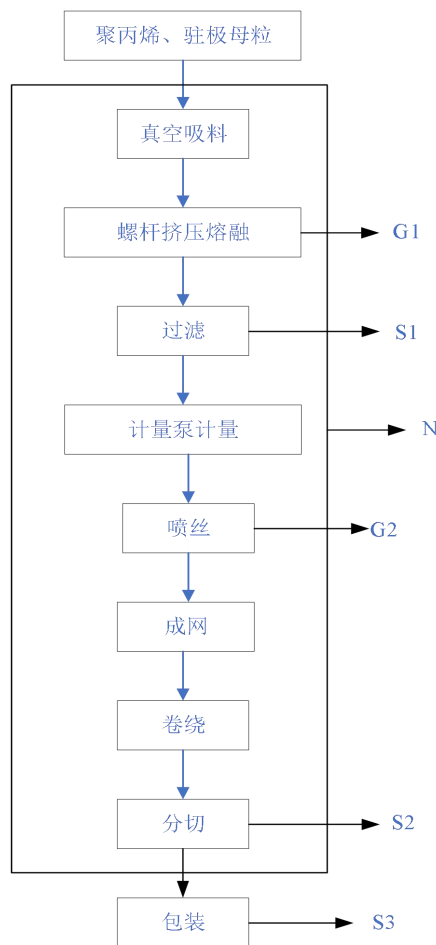 聚丙烯、驻极母粒
真空吸料
螺杆挤压熔融
G1
过滤
S1
计量泵计量
N
喷丝
G2
成网
卷绕
分切
S2
包装
S3